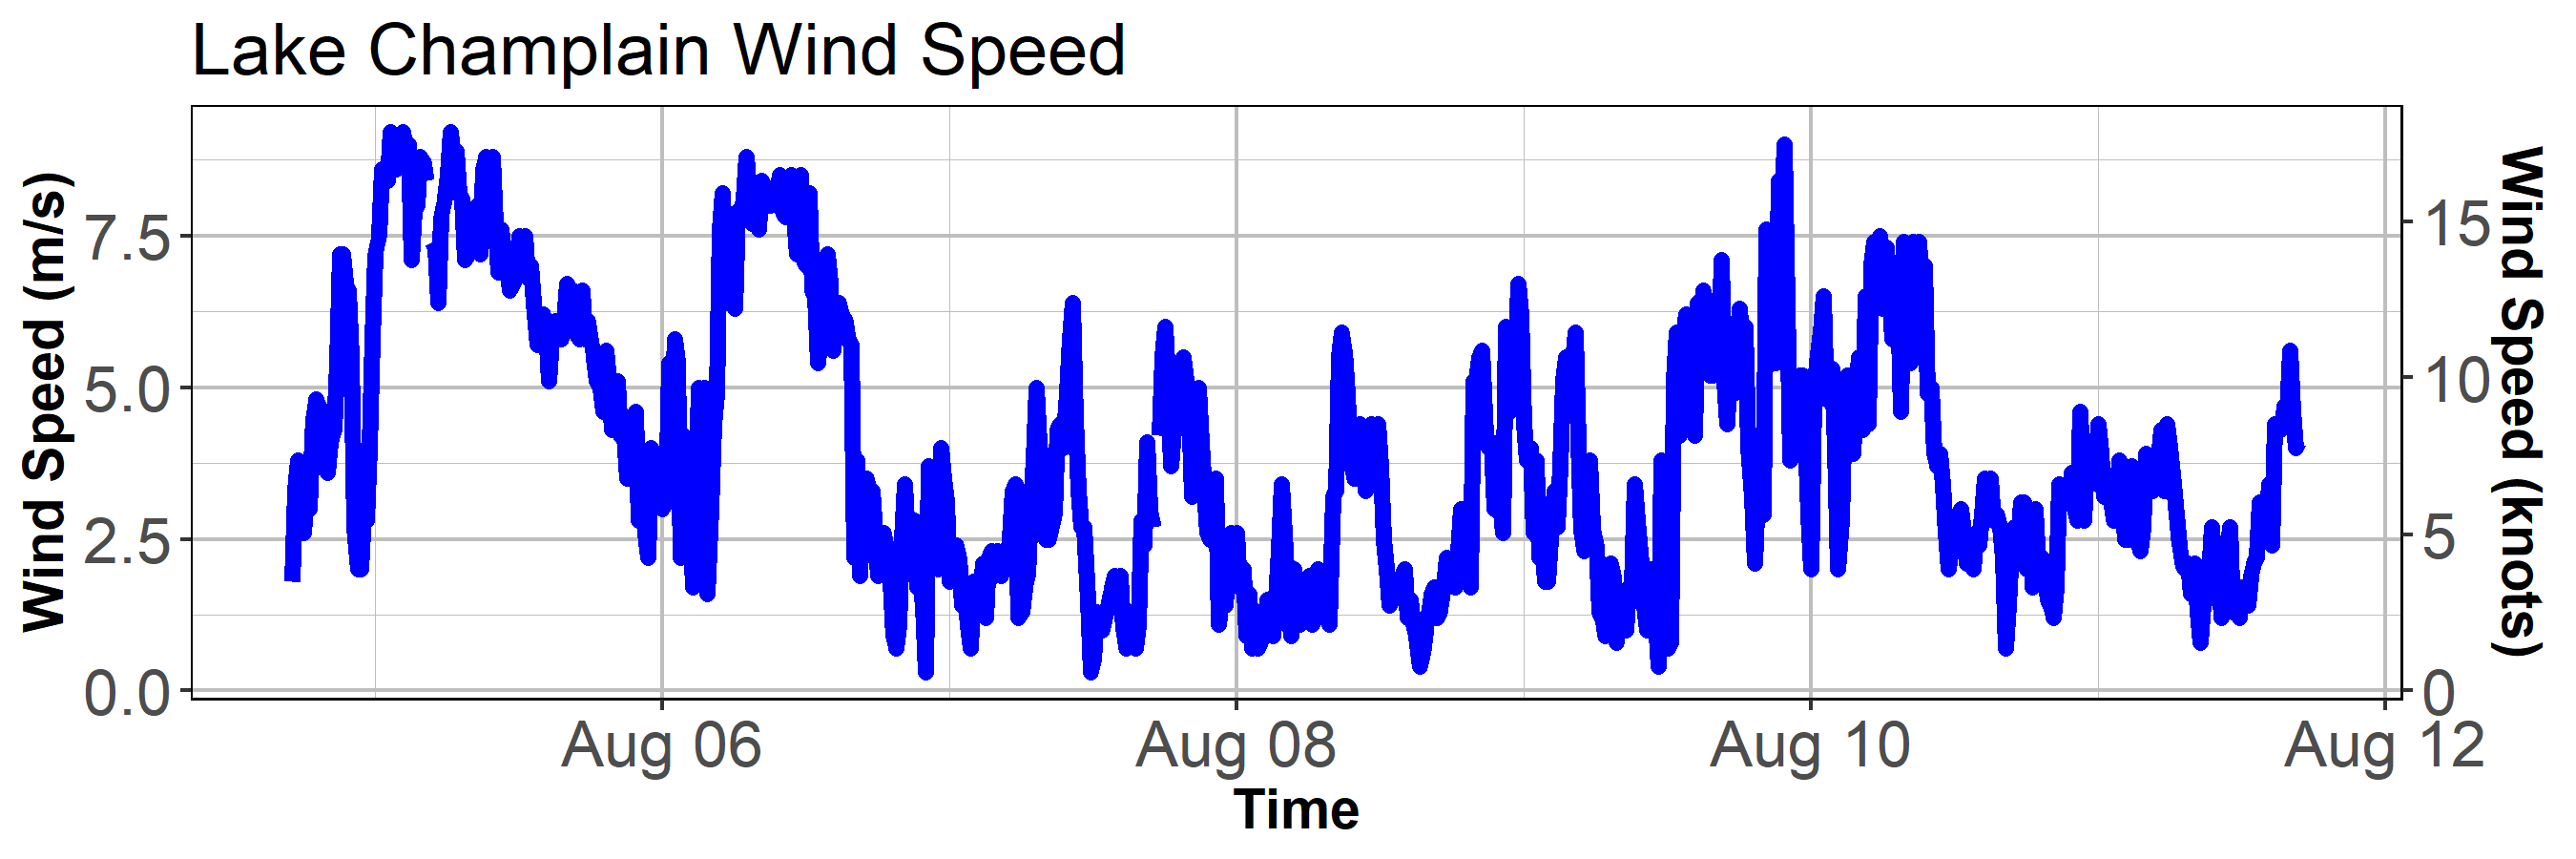 Lake Champlain Wind Speed
Wind Speed (m/s)
7.5
5.0
2.5
0.0
15
10
5
0
Wind Speed (knots)
Aug 06 Aug 08 Aug 10 Aug 12
Time